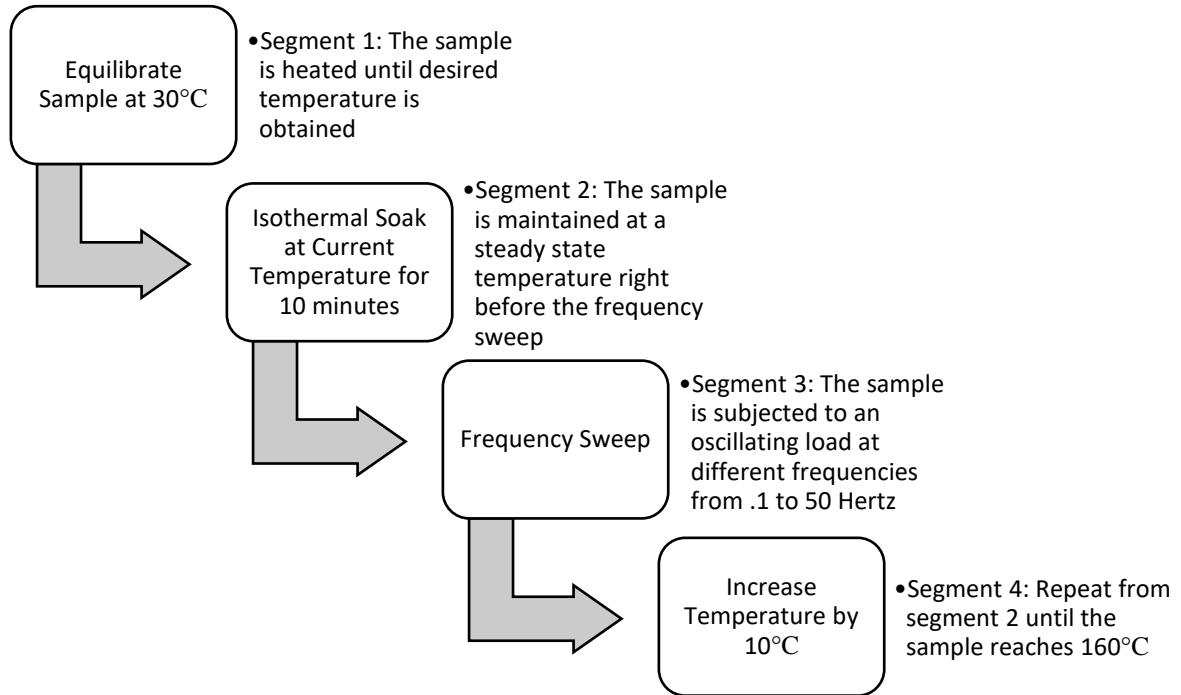 Equilibrate
Sample at 30°C
•Segment 1: The sample
is heated until desired
temperature is
obtained
Isothermal Soak
at Current
Temperature for
10 minutes
•Segment 2: The sample
is maintained at a
steady state
temperature right
before the frequency
sweep
Frequency Sweep
•Segment 3: The sample
is subjected to an
oscillating load at
different frequencies
from .1 to 50 Hertz
Increase
Temperature by
10°C
•Segment 4: Repeat from
segment 2 until the
sample reaches 160°C